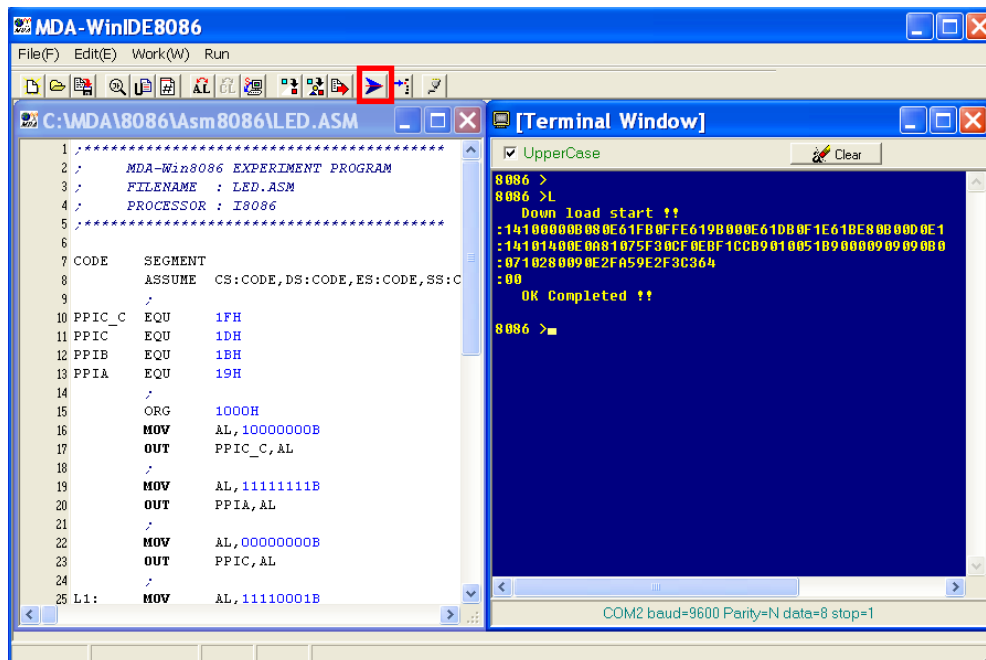 MDA-WinIDE8086
File(F) Edit(E) Work(W) Run
C:\MDA\8086\Asm8086\LED.ASM
1 ;*****************************************
2 ; MDA-Win8086 EXPERIMENT PROGRAM
3 ; FILENAME : LED.ASM
4 ; PROCESSOR : I8086
5 ;*****************************************
6
7 CODE SEGMENT
8 ASSUME CS:CODE,DS:CODE,ES:CODE,SS:C
9 ;
10 PPIC_C EQU 1FH
11 PPIC EQU 1DH
12 PPIB EQU 1BH
13 PPIA EQU 19H
14 ;
15 ORG 1000H
16 MOV AL,10000000B
17 OUT PPIC_C,AL
18 ;
19 MOV AL,11111111B
20 OUT PPIA,AL
21 ;
22 MOV AL,00000000B
23 OUT PPIC,AL
24 ;
25 L1: MOV AL,11110001B
[Terminal Window]
UpperCase Clear
8086 >
8086 >L
Down load start !!
:14100000B080E61FB0FFE619B000E61DB0F1E61BE80B00D0E1
:14101400E0A81075F30CF0EBF1CCB9010051B90000909090B0
:0710280090E2FA59E2F3C364
:00
OK Completed !!
8086 >
COM2 baud=9600 Parity=N data=8 stop=1